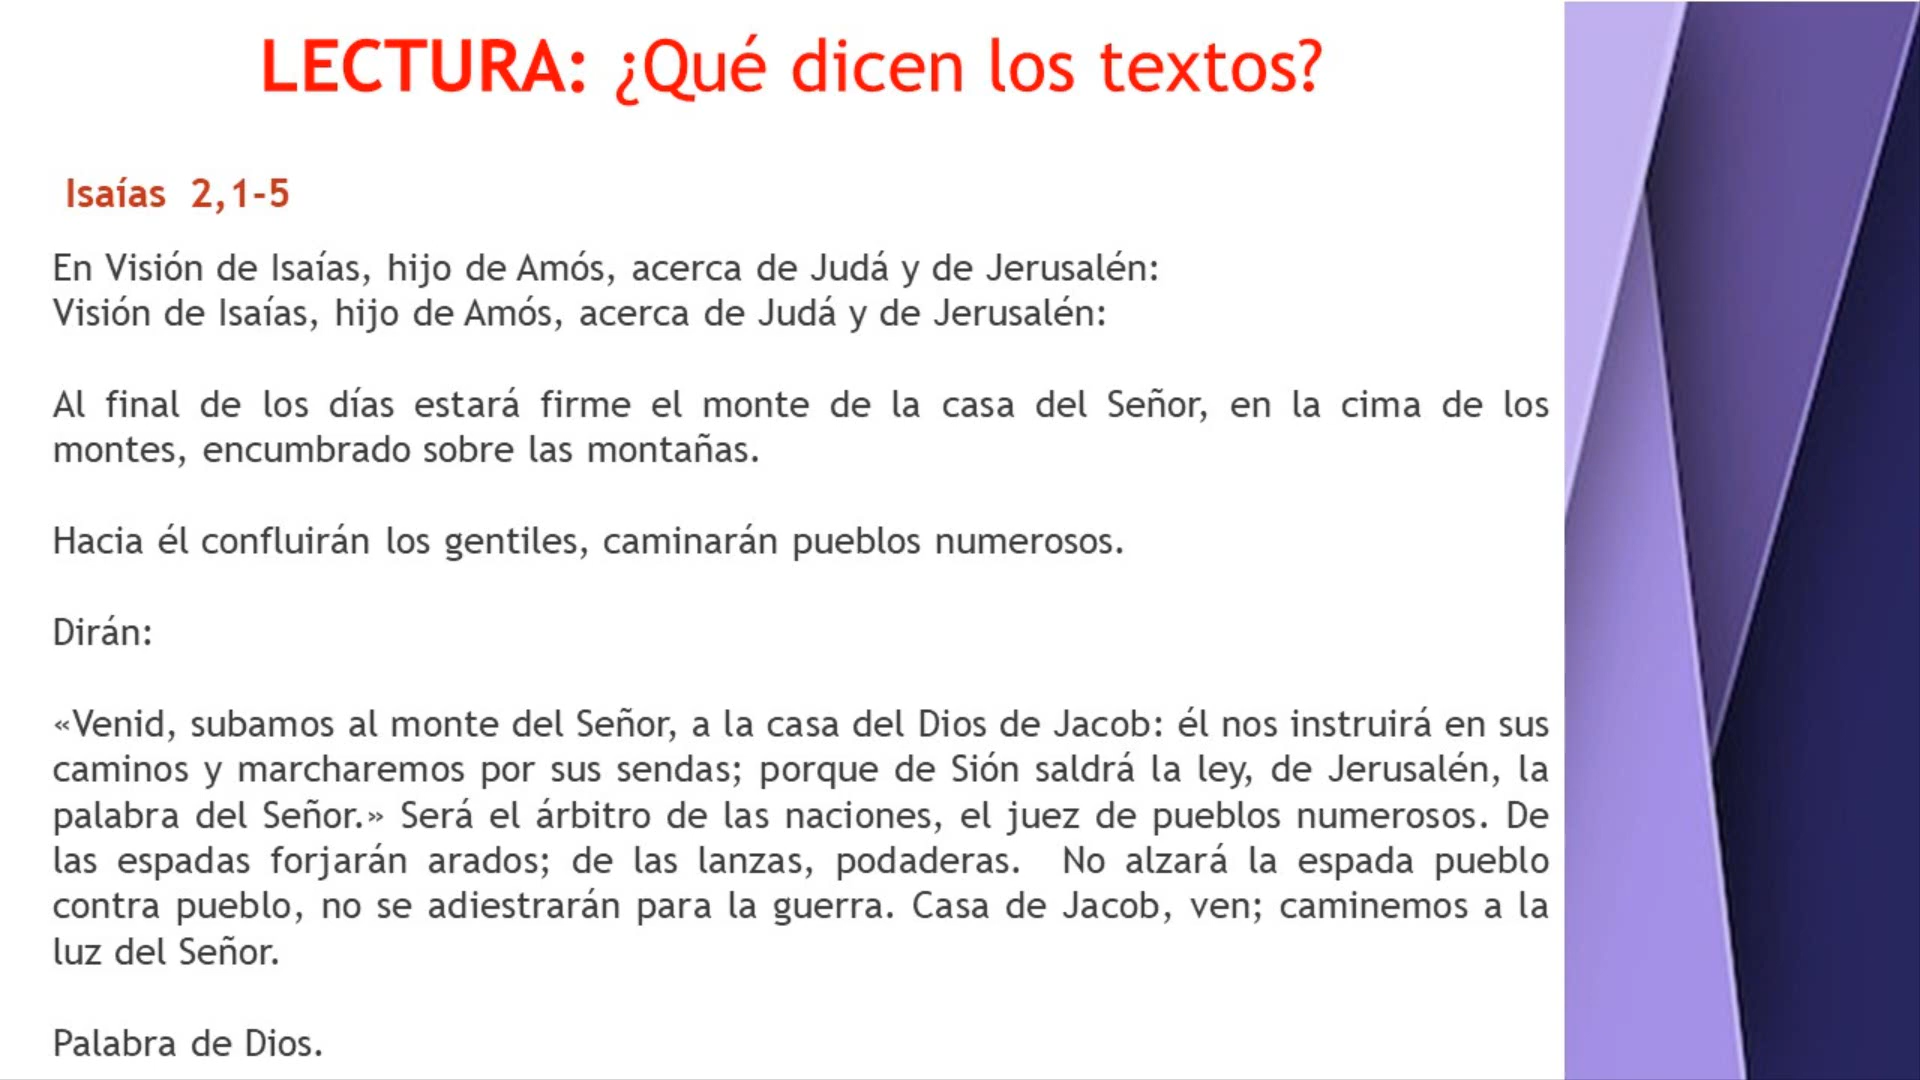 LECTURA: ¿Qué dicen los textos?
Isaías 2,1-5
En Visión de Isaías, hijo de Amós, acerca de Judá y de Jerusalén:
Visión de Isaías, hijo de Amós, acerca de Judá y de Jerusalén:
Al final de los días estará firme el monte de la casa del Señor, en la cima de los
montes, encumbrado sobre las montañas.
Hacia él confluirán los gentiles, caminarán pueblos numerosos.
Dirán:
«Venid, subamos al monte del Señor, a la casa del Dios de Jacob: él nos instruirá en sus
caminos y marcharemos por sus sendas; porque de Sión saldrá la ley, de Jerusalén, la
palabra del Señor.» Será el árbitro de las naciones, el juez de pueblos numerosos. De
las espadas forjarán arados; de las lanzas, podaderas. No alzará la espada pueblo
contra pueblo, no se adiestrarán para la guerra. Casa de Jacob, ven; caminemos a la
luz del Señor.
Palabra de Dios.